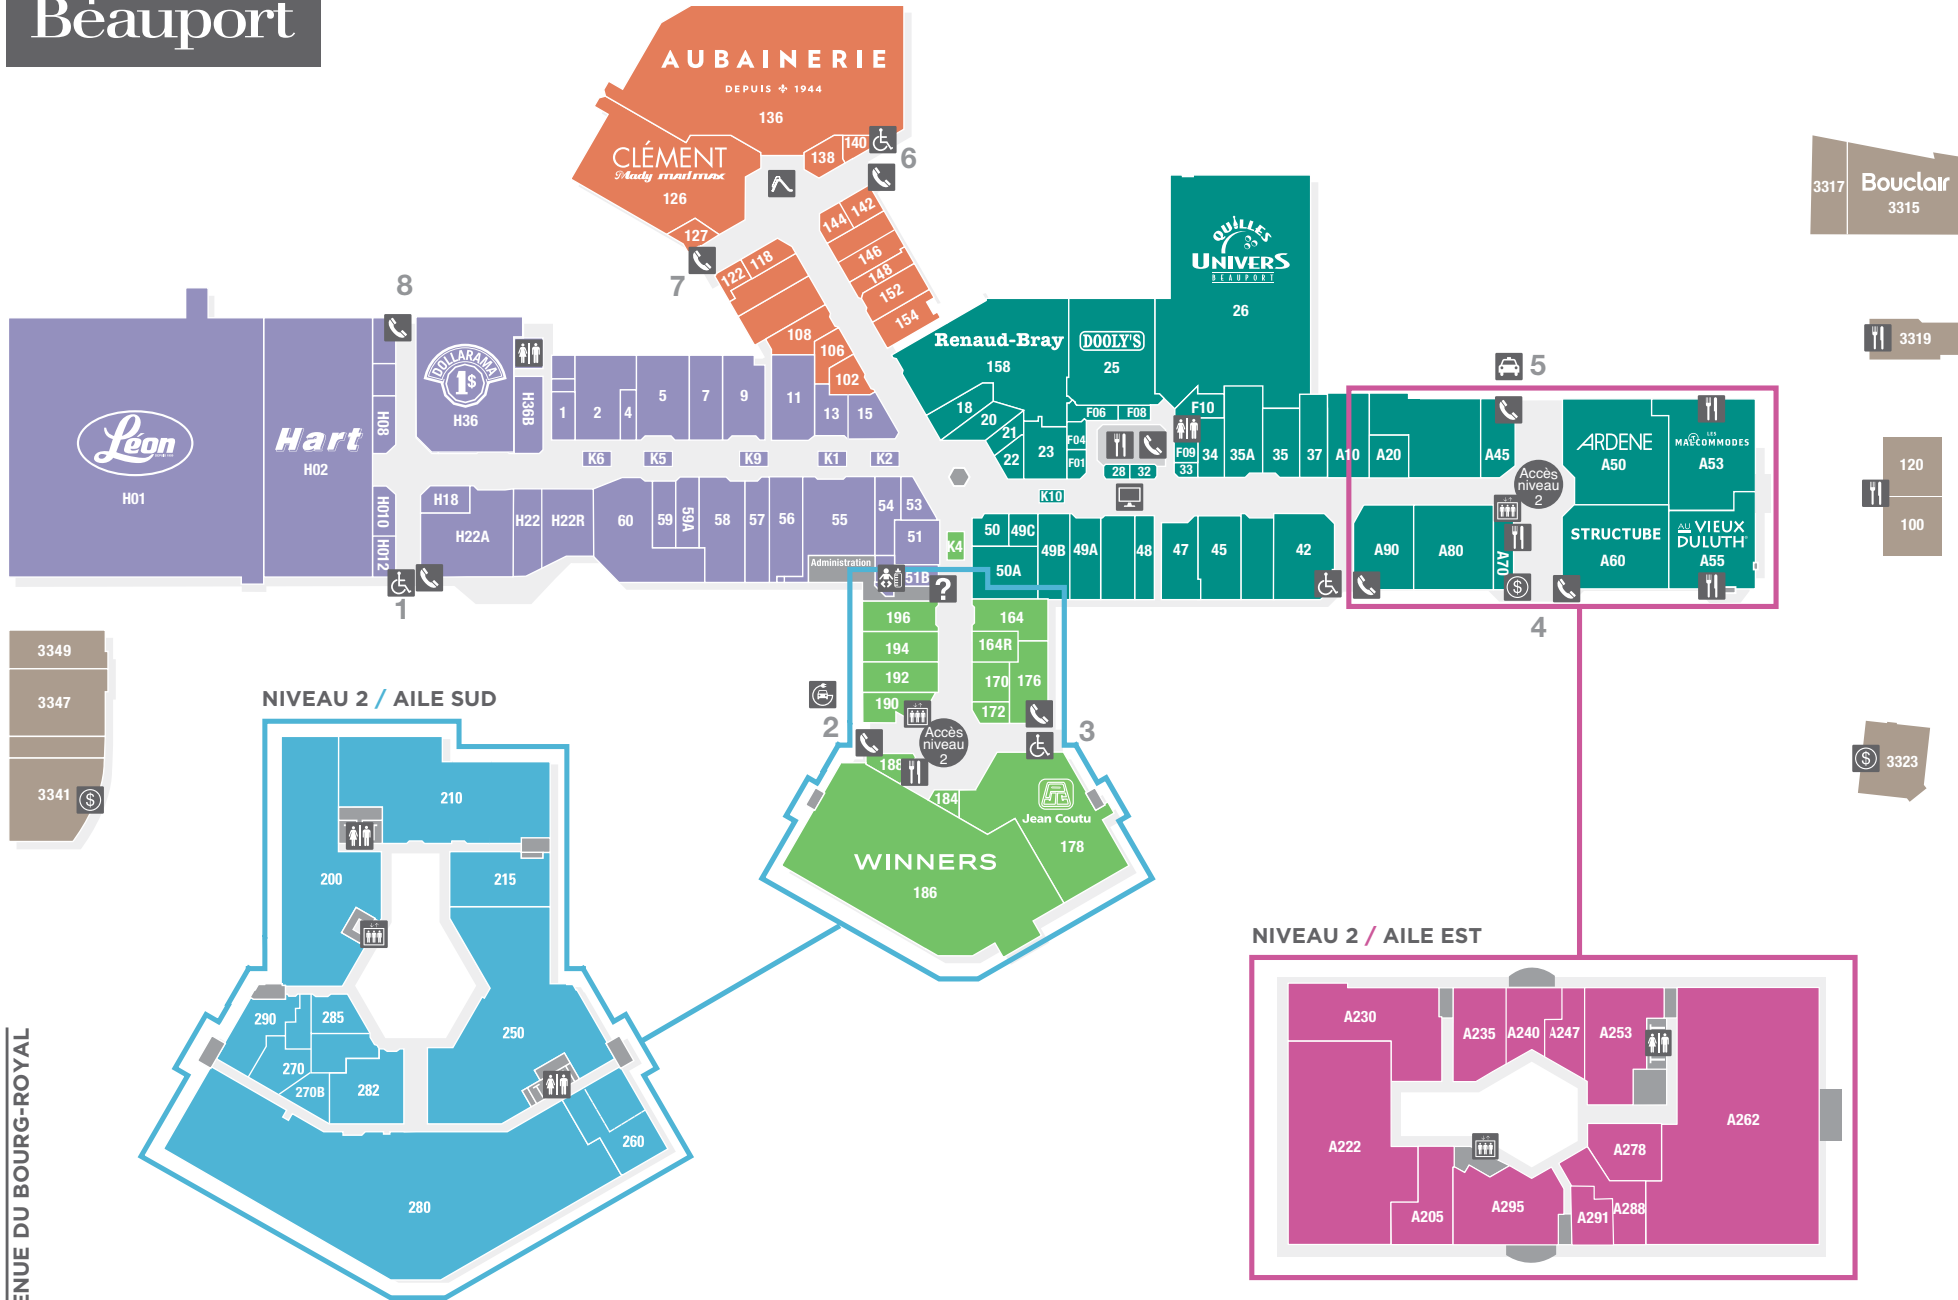 Beauport
AUBAINERIE
DEPUIS 1944
136
CLÉMENT
Mady madmax
126
127
138
140
6
7
142
144
146
148
152
154
118
122
108
106
102
QUILLES
UNIVERS
BEAUPORT
26
Renaud-Bray
158
DOOLY'S
25
18
20
21
22
23
F06
F08
F04
F01
F10
F09
33
34
35A
35
37
A10
A20
A45
28
32
K10
5
ARDENE
A50
LES
MALCOMMODES
A53
Accès
niveau
2
STRUCTUBE
A60
AU VIEUX
DULUTH
A55
A70
A80
A90
4
3317
Bouclair
3315
3319
120
100
$ 3323
8
Léon
H01
Hart
H02
H08
H010
H012
DOLLARAMA
1$
H36
H36B
1
2
4
5
7
9
11
13
15
K6
K5
K9
K1
K2
H18
H22A
H22
H22R
60
59
59A
58
57
56
55
54
53
51
51B
Administration
1
K4
?
50
49C
50A
49B
49A
48
47
45
42
$
196
194
192
190
164
164R
170
176
172
2
3
Accès
niveau
2
188
184
Jean Coutu
178
WINNERS
186
3349
3347
3341 $
NIVEAU 2 / AILE SUD
210
200
215
250
290
285
270
270B
282
260
280
NIVEAU 2 / AILE EST
A230
A235
A240
A247
A253
A262
A222
A278
A205
A295
A291
A288
ENUE DU BOURG-ROYAL